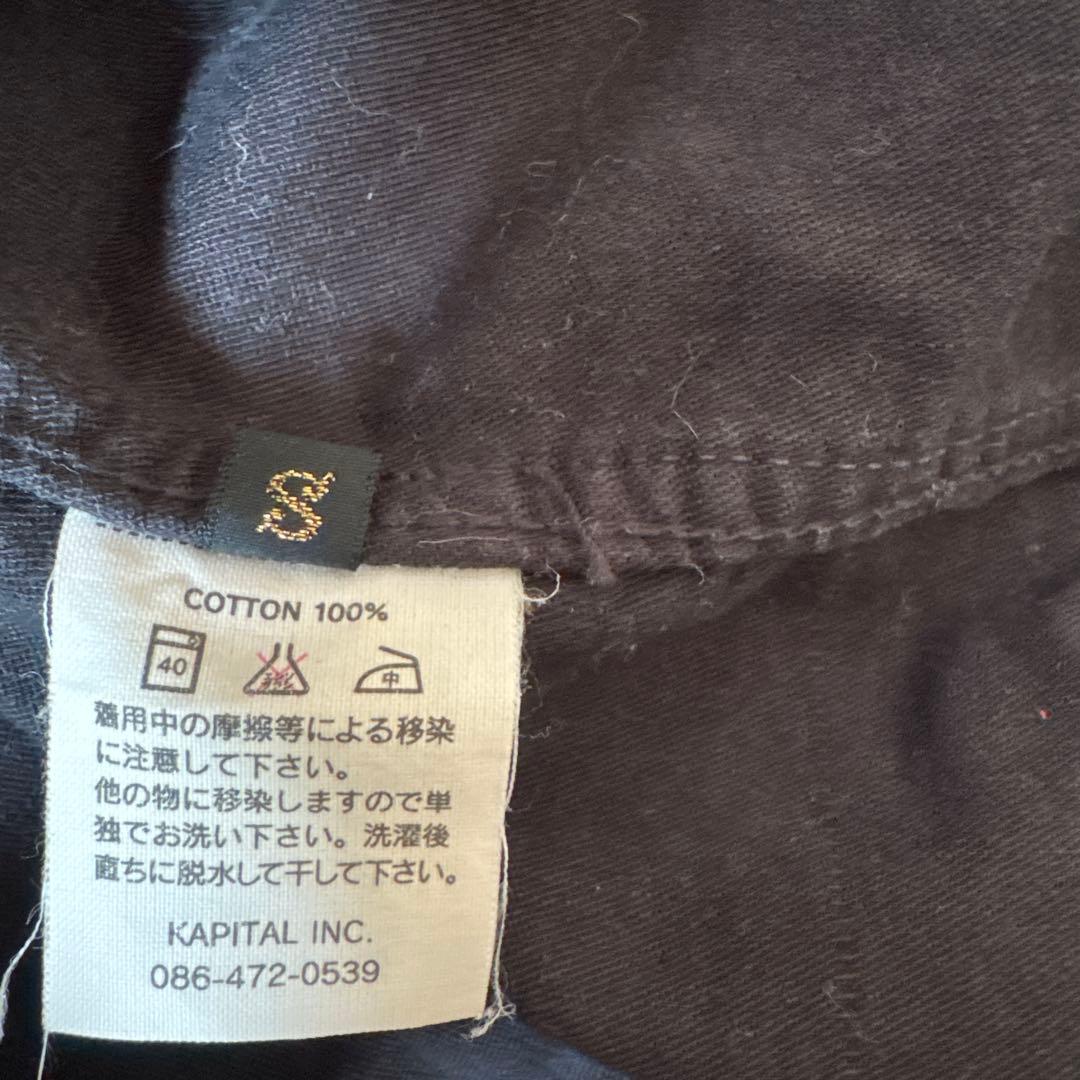 S
COTTON 100%
40 中
着用中の摩擦等による移染
に注意して下さい。
他の物に移染しますので単
独でお洗い下さい。洗濯後
直ちに脱水して干して下さい。
KAPITAL INC.
086-472-0539